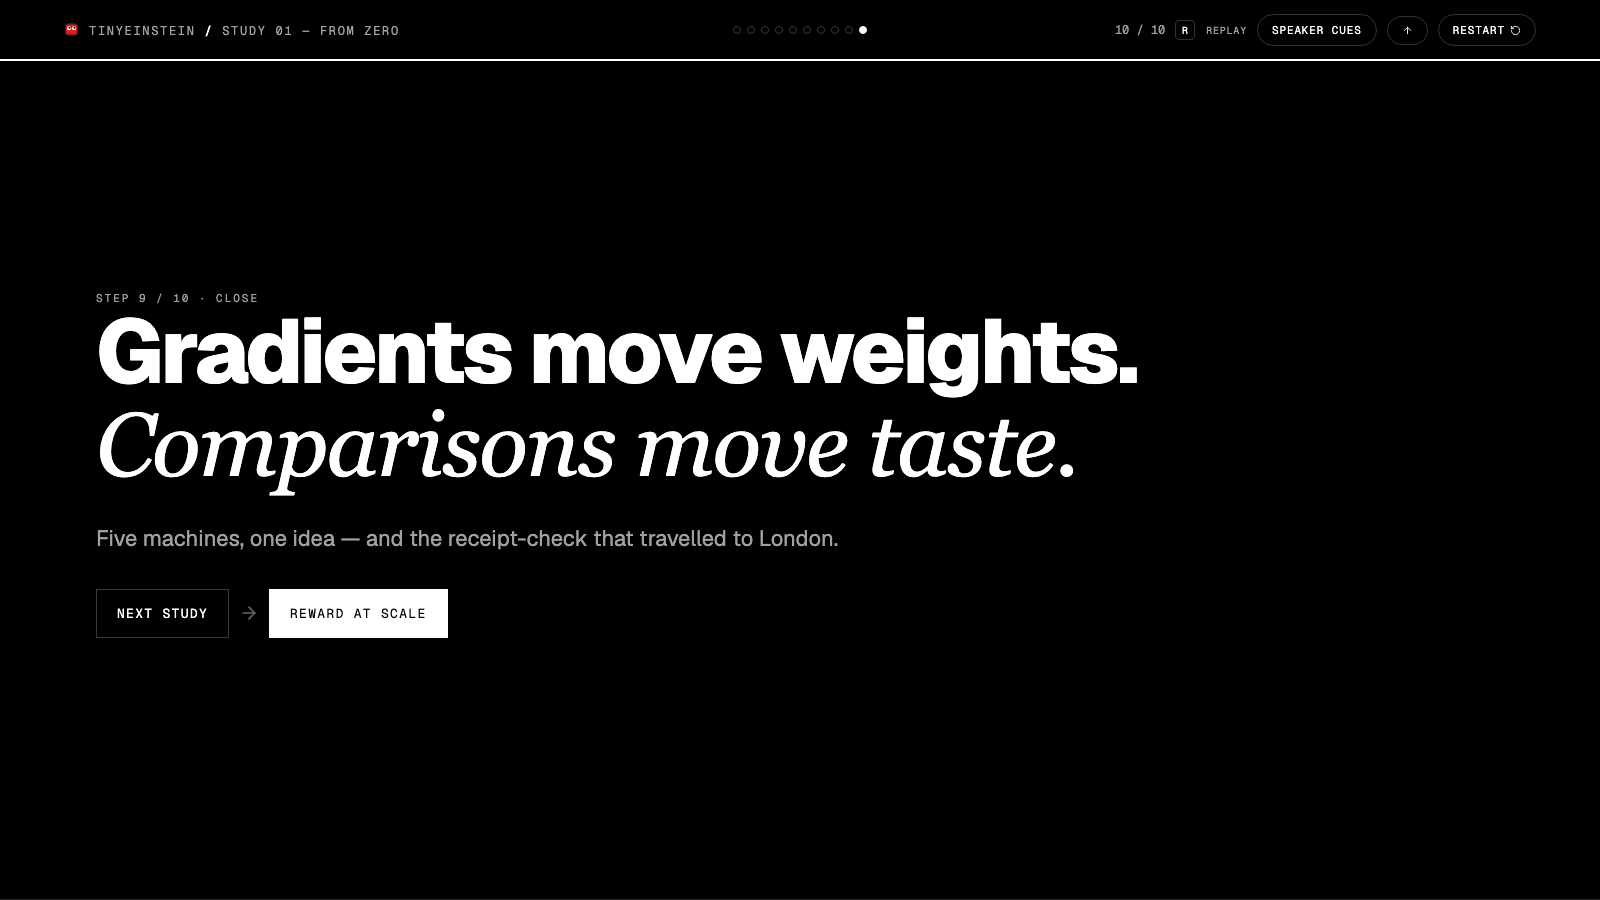 TINYEINSTEIN / STUDY 01 — FROM ZERO
10 / 10 R REPLAY SPEAKER CUES ↑ RESTART
STEP 9 / 10 · CLOSE
Gradients move weights.
Comparisons move taste.
Five machines, one idea — and the receipt-check that travelled to London.
NEXT STUDY → REWARD AT SCALE